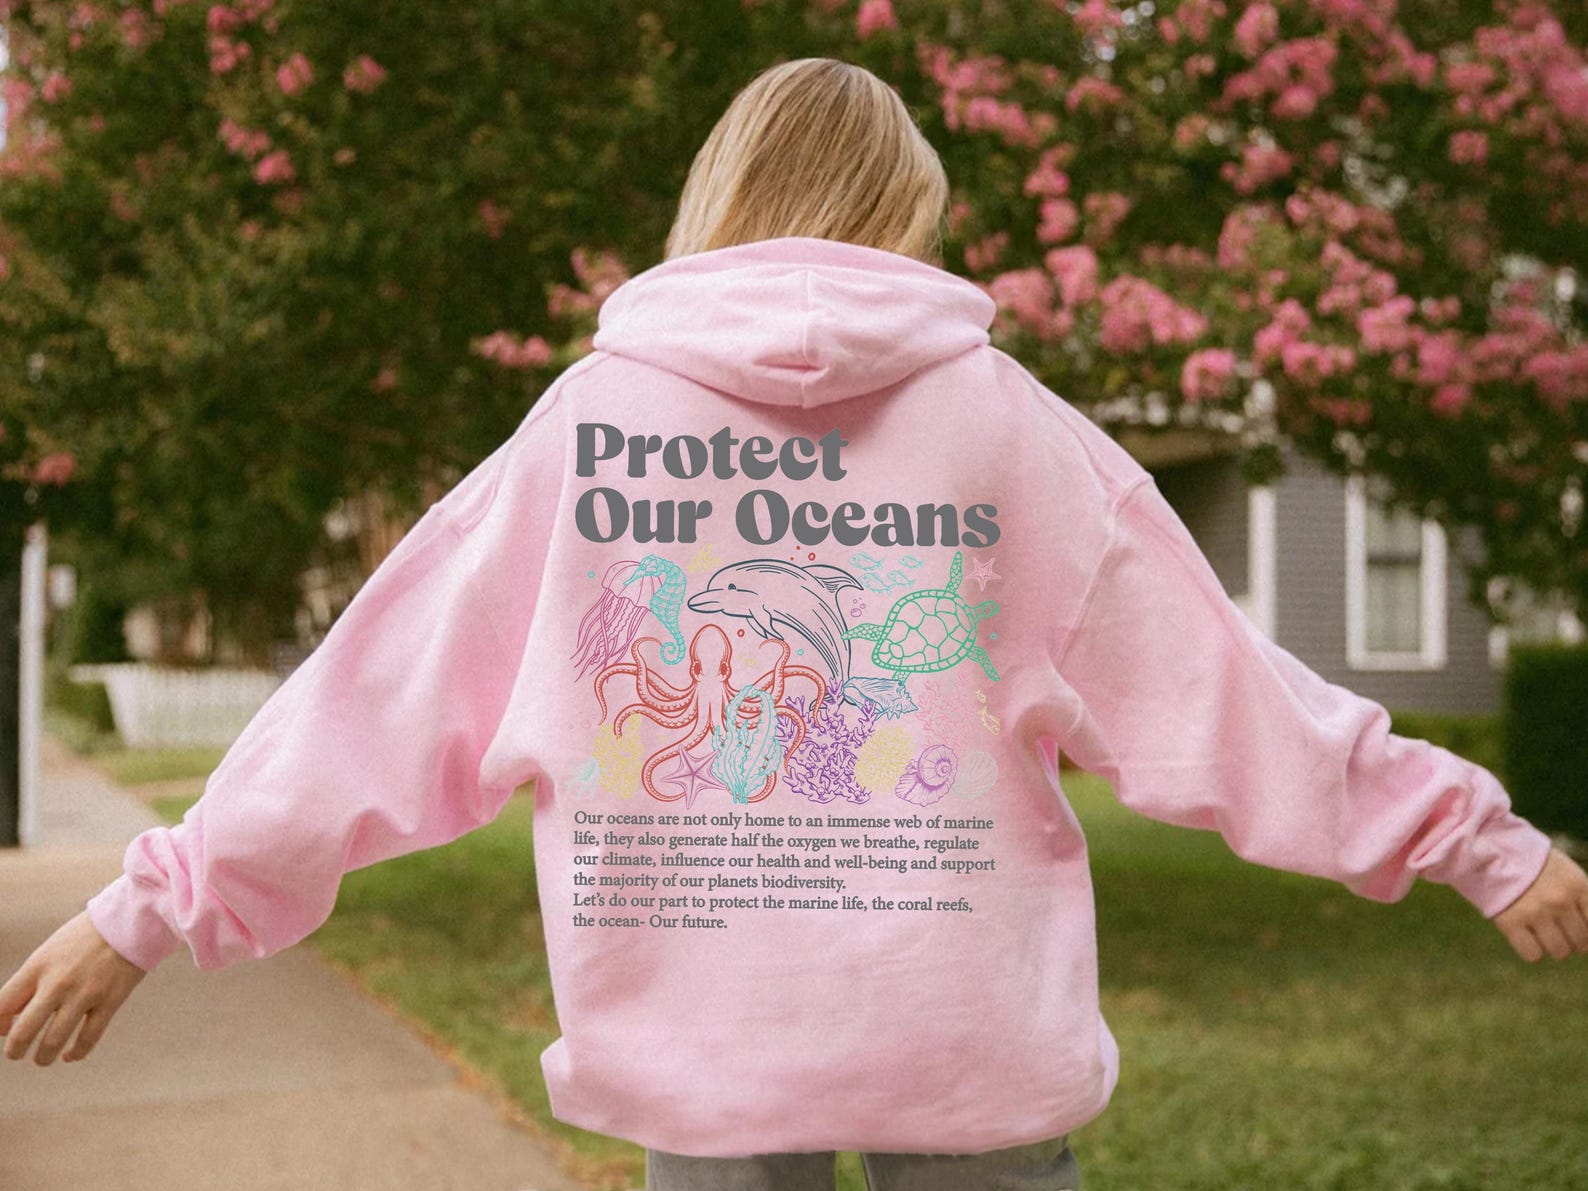 Protect
Our Oceans
Our oceans are not only home to an immense web of marine
life, they also generate half the oxygen we breathe, regulate
our climate, influence our health and well-being and support
the majority of our planets biodiversity.
Let's do our part to protect the marine life, the coral reefs,
the ocean- Our future.